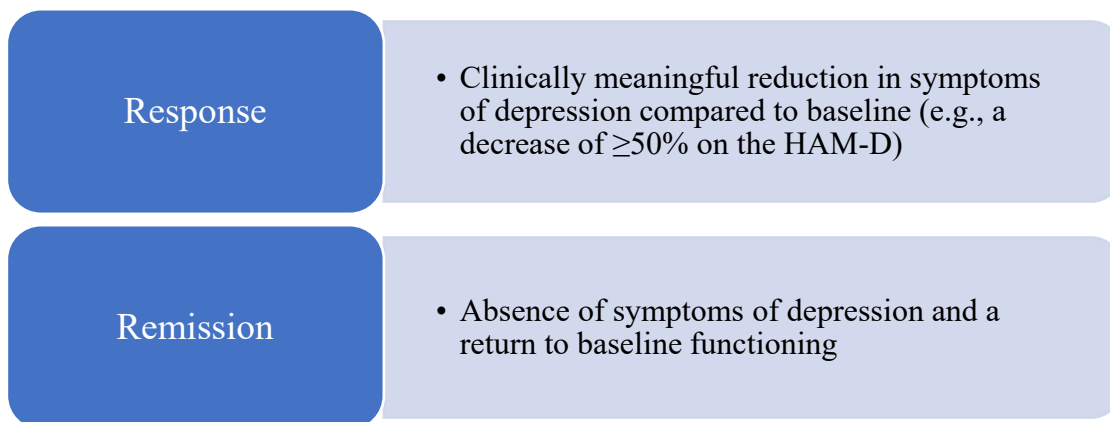 Response
• Clinically meaningful reduction in symptoms
of depression compared to baseline (e.g., a
decrease of ≥50% on the HAM-D)
Remission
• Absence of symptoms of depression and a
return to baseline functioning